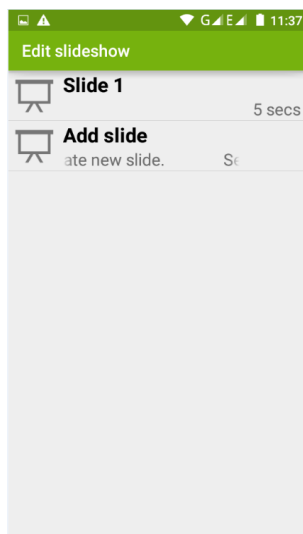 G E 11:37
Edit slideshow
Slide 1
5 secs
Add slide
ate new slide.